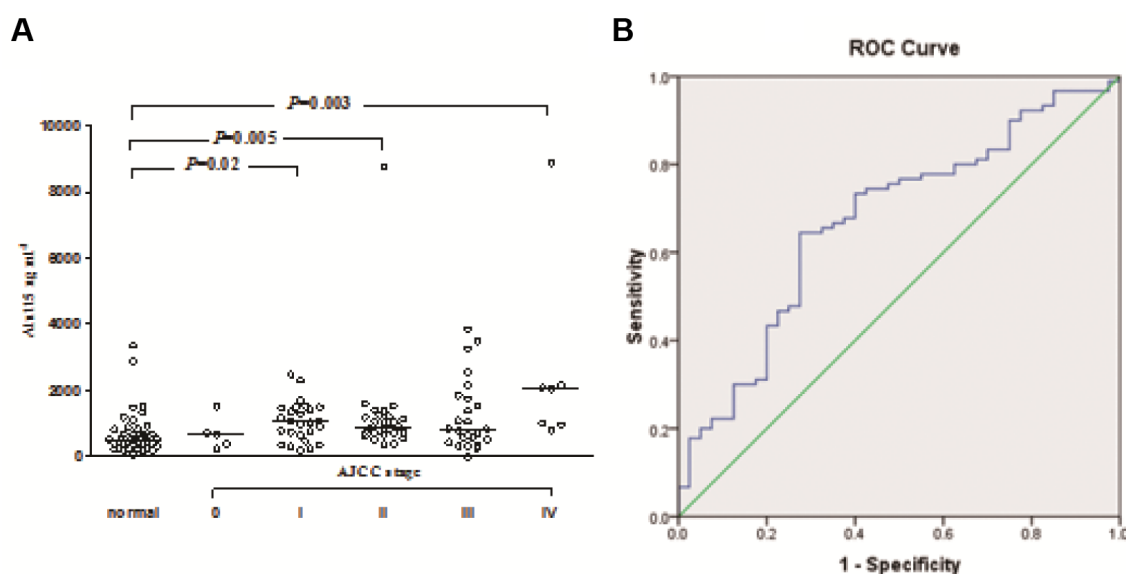 A
P=0.003
P=0.005
P=0.02
10000
8000
6000
4000
2000
0
AJCC stage
normal 0 I II III IV
B
ROC Curve
1.0
0.8
0.6
0.4
0.2
0.0
Sensitivity
0.0 0.2 0.4 0.6 0.8 1.0
1 - Specificity